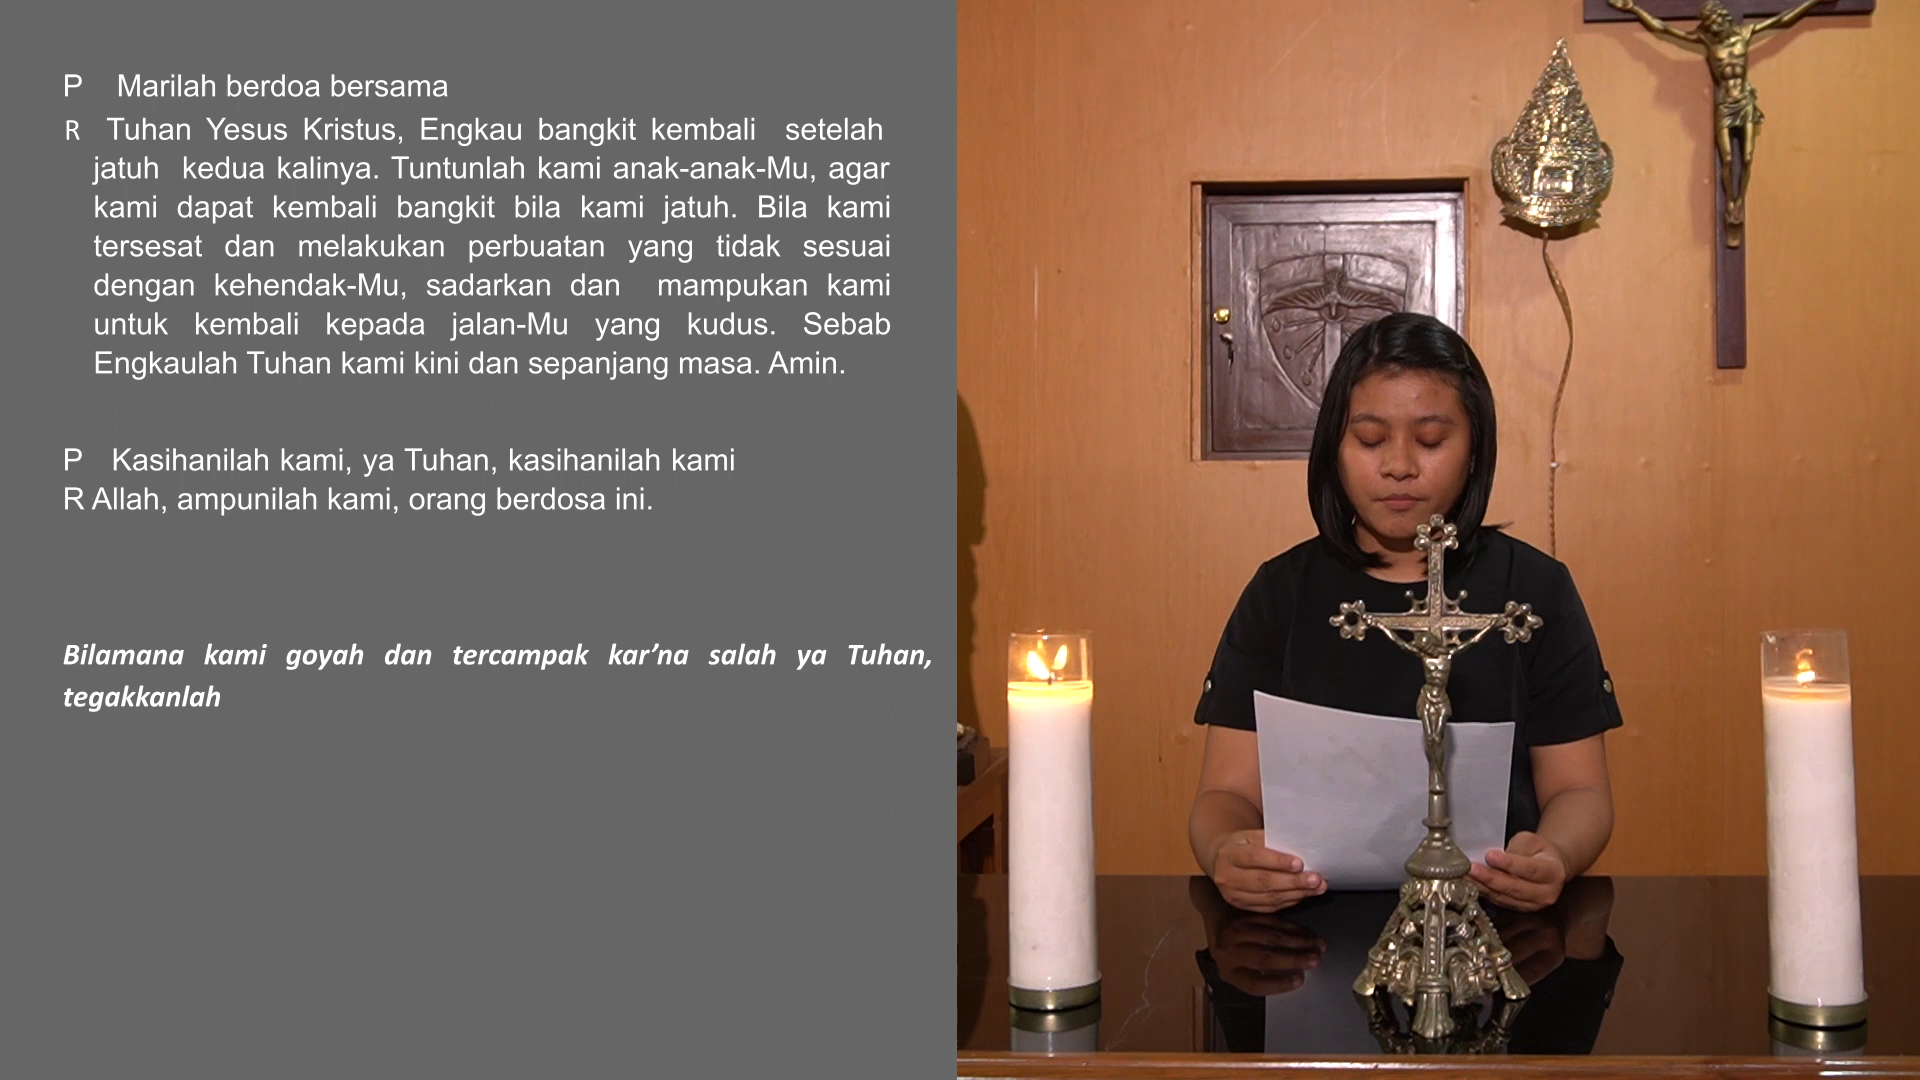 P Marilah berdoa bersama
R Tuhan Yesus Kristus, Engkau bangkit kembali setelah
jatuh kedua kalinya. Tuntunlah kami anak-anak-Mu, agar
kami dapat kembali bangkit bila kami jatuh. Bila kami
tersesat dan melakukan perbuatan yang tidak sesuai
dengan kehendak-Mu, sadarkan dan mampukan kami
untuk kembali kepada jalan-Mu yang kudus. Sebab
Engkaulah Tuhan kami kini dan sepanjang masa. Amin.
P Kasihanilah kami, ya Tuhan, kasihanilah kami
R Allah, ampunilah kami, orang berdosa ini.
Bilamana kami goyah dan tercampak kar’na salah ya Tuhan,
tegakkanlah